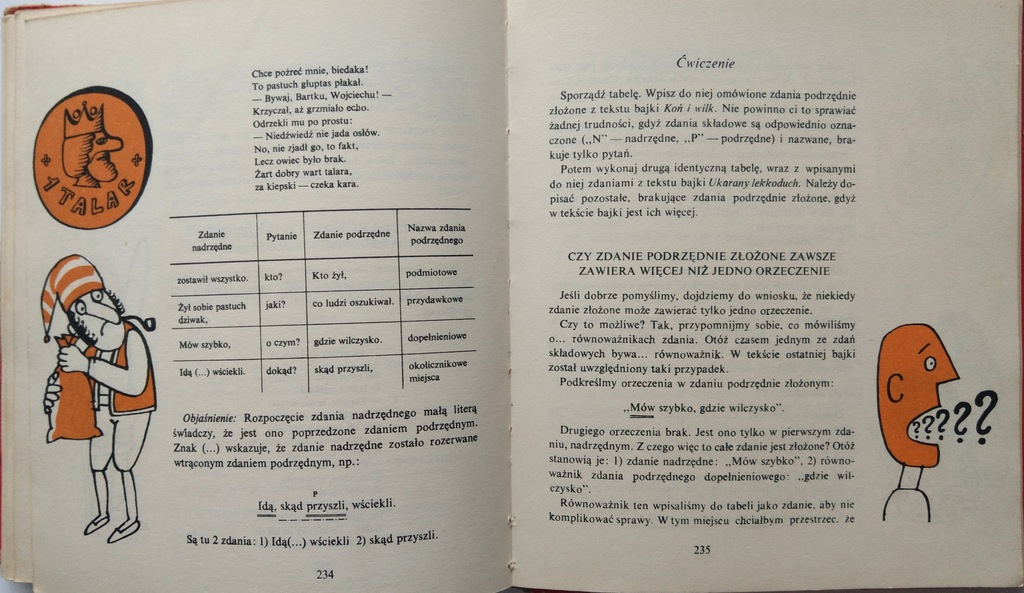 1 TALAR
Chce pożreć mnie, biedaka!
To pastuch głuptas płakał.
— Bywaj, Bartku, Wojciechu! —
Krzyczał, aż grzmiało echo.
Odrzekli mu po prostu:
— Niedźwiedź nie jada osłów.
No, nie zjadł go, to fakt,
Lecz owiec było brak.
Żart dobry wart talara,
za kiepski — czeka kara.
Zdanie nadrzędne Pytanie Zdanie podrzędne Nazwa zdania podrzędnego
zostawił wszystko. kto? Kto żył, podmiotowe
Żył sobie pastuch dziwak, jaki? co ludzi oszukiwał. przydawkowe
Mów szybko, o czym? gdzie wilczysko. dopełnieniowe
Idą (...) wściekli. dokąd? skąd przyszli, okolicznikowe miejsca
Objaśnienie: Rozpoczęcie zdania nadrzędnego małą literą
świadczy, że jest ono poprzedzone zdaniem podrzędnym.
Znak (...) wskazuje, że zdanie nadrzędne zostało rozerwane
wtrąconym zdaniem podrzędnym, np.:
P
Idą, skąd przyszli, wściekli.
Są tu 2 zdania: 1) Idą(...) wściekli 2) skąd przyszli.
234
Ćwiczenie
Sporządź tabelę. Wpisz do niej omówione zdania podrzędnie
złożone z tekstu bajki Koń i wilk. Nie powinno ci to sprawiać
żadnej trudności, gdyż zdania składowe są odpowiednio ozna-
czone („N" — nadrzędne, „P" — podrzędne) i nazwane, bra-
kuje tylko pytań.
Potem wykonaj drugą identyczną tabelę, wraz z wpisanymi
do niej zdaniami z tekstu bajki Ukarany lekkoduch. Należy do-
pisać pozostałe, brakujące zdania podrzędnie złożone, gdyż
w tekście bajki jest ich więcej.
CZY ZDANIE PODRZĘDNIE ZŁOŻONE ZAWSZE
ZAWIERA WIĘCEJ NIŻ JEDNO ORZECZENIE
Jeśli dobrze pomyślimy, dojdziemy do wniosku, że niekiedy
zdanie złożone może zawierać tylko jedno orzeczenie.
Czy to możliwe? Tak, przypomnijmy sobie, co mówiliśmy
o... równoważnikach zdania. Otóż czasem jednym ze zdań
składowych bywa... równoważnik. W tekście ostatniej bajki
został uwzględniony taki przypadek.
Podkreślmy orzeczenia w zdaniu podrzędnie złożonym:
„Mów szybko, gdzie wilczysko".
Drugiego orzeczenia brak. Jest ono tylko w pierwszym zda-
niu, nadrzędnym. Z czego więc to całe zdanie jest złożone? Otóż
stanowią je: 1) zdanie nadrzędne: „Mów szybko", 2) równo-
ważnik zdania podrzędnego dopełnieniowego: „gdzie wil-
czysko".
Równoważnik ten wpisaliśmy do tabeli jako zdanie, aby nie
komplikować sprawy. W tym miejscu chciałbym przestrzec, że
235
?????